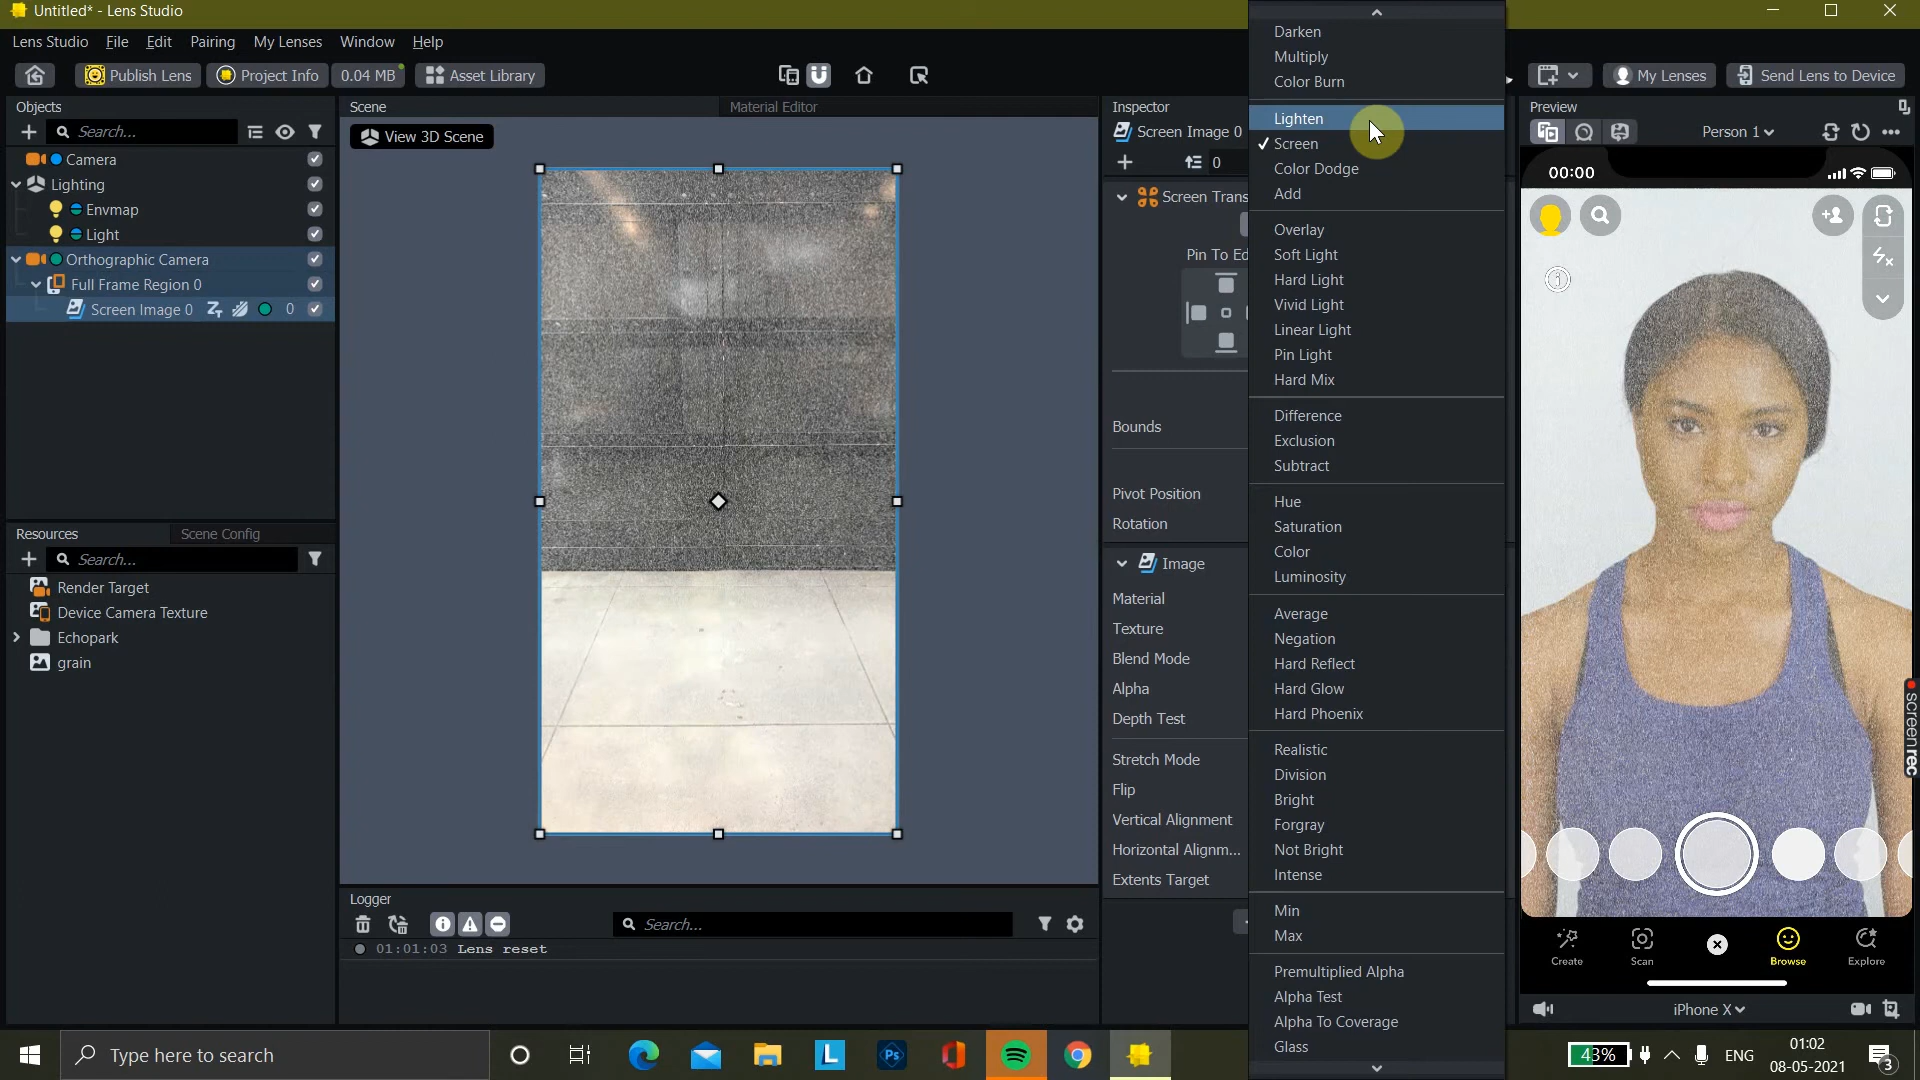 Untitled* - Lens Studio
Lens Studio File Edit Pairing My Lenses Window Help
Publish Lens Project Info 0.04 MB Asset Library
My Lenses Send Lens to Device
Objects
Search...
Camera
Lighting
Envmap
Light
Orthographic Camera
Full Frame Region 0
Screen Image 0 0
Resources Scene Config
Search...
Render Target
Device Camera Texture
Echopark
grain
Scene Material Editor
View 3D Scene
Logger
Search...
01:01:03 Lens reset
Inspector
Screen Image 0
0
Screen Trans
Pin To Ed
Bounds
Pivot Position
Rotation
Image
Material
Texture
Blend Mode
Alpha
Depth Test
Stretch Mode
Flip
Vertical Alignment
Horizontal Alignm...
Extents Target
Darken
Multiply
Color Burn
Lighten
Screen
Color Dodge
Add
Overlay
Soft Light
Hard Light
Vivid Light
Linear Light
Pin Light
Hard Mix
Difference
Exclusion
Subtract
Hue
Saturation
Color
Luminosity
Average
Negation
Hard Reflect
Hard Glow
Hard Phoenix
Realistic
Division
Bright
Forgray
Not Bright
Intense
Min
Max
Premultiplied Alpha
Alpha Test
Alpha To Coverage
Glass
Preview
Person 1
00:00
Create Scan Browse Explore
iPhone X
screenrec
Type here to search
L
Ps
43%
ENG
01:02
08-05-2021
3